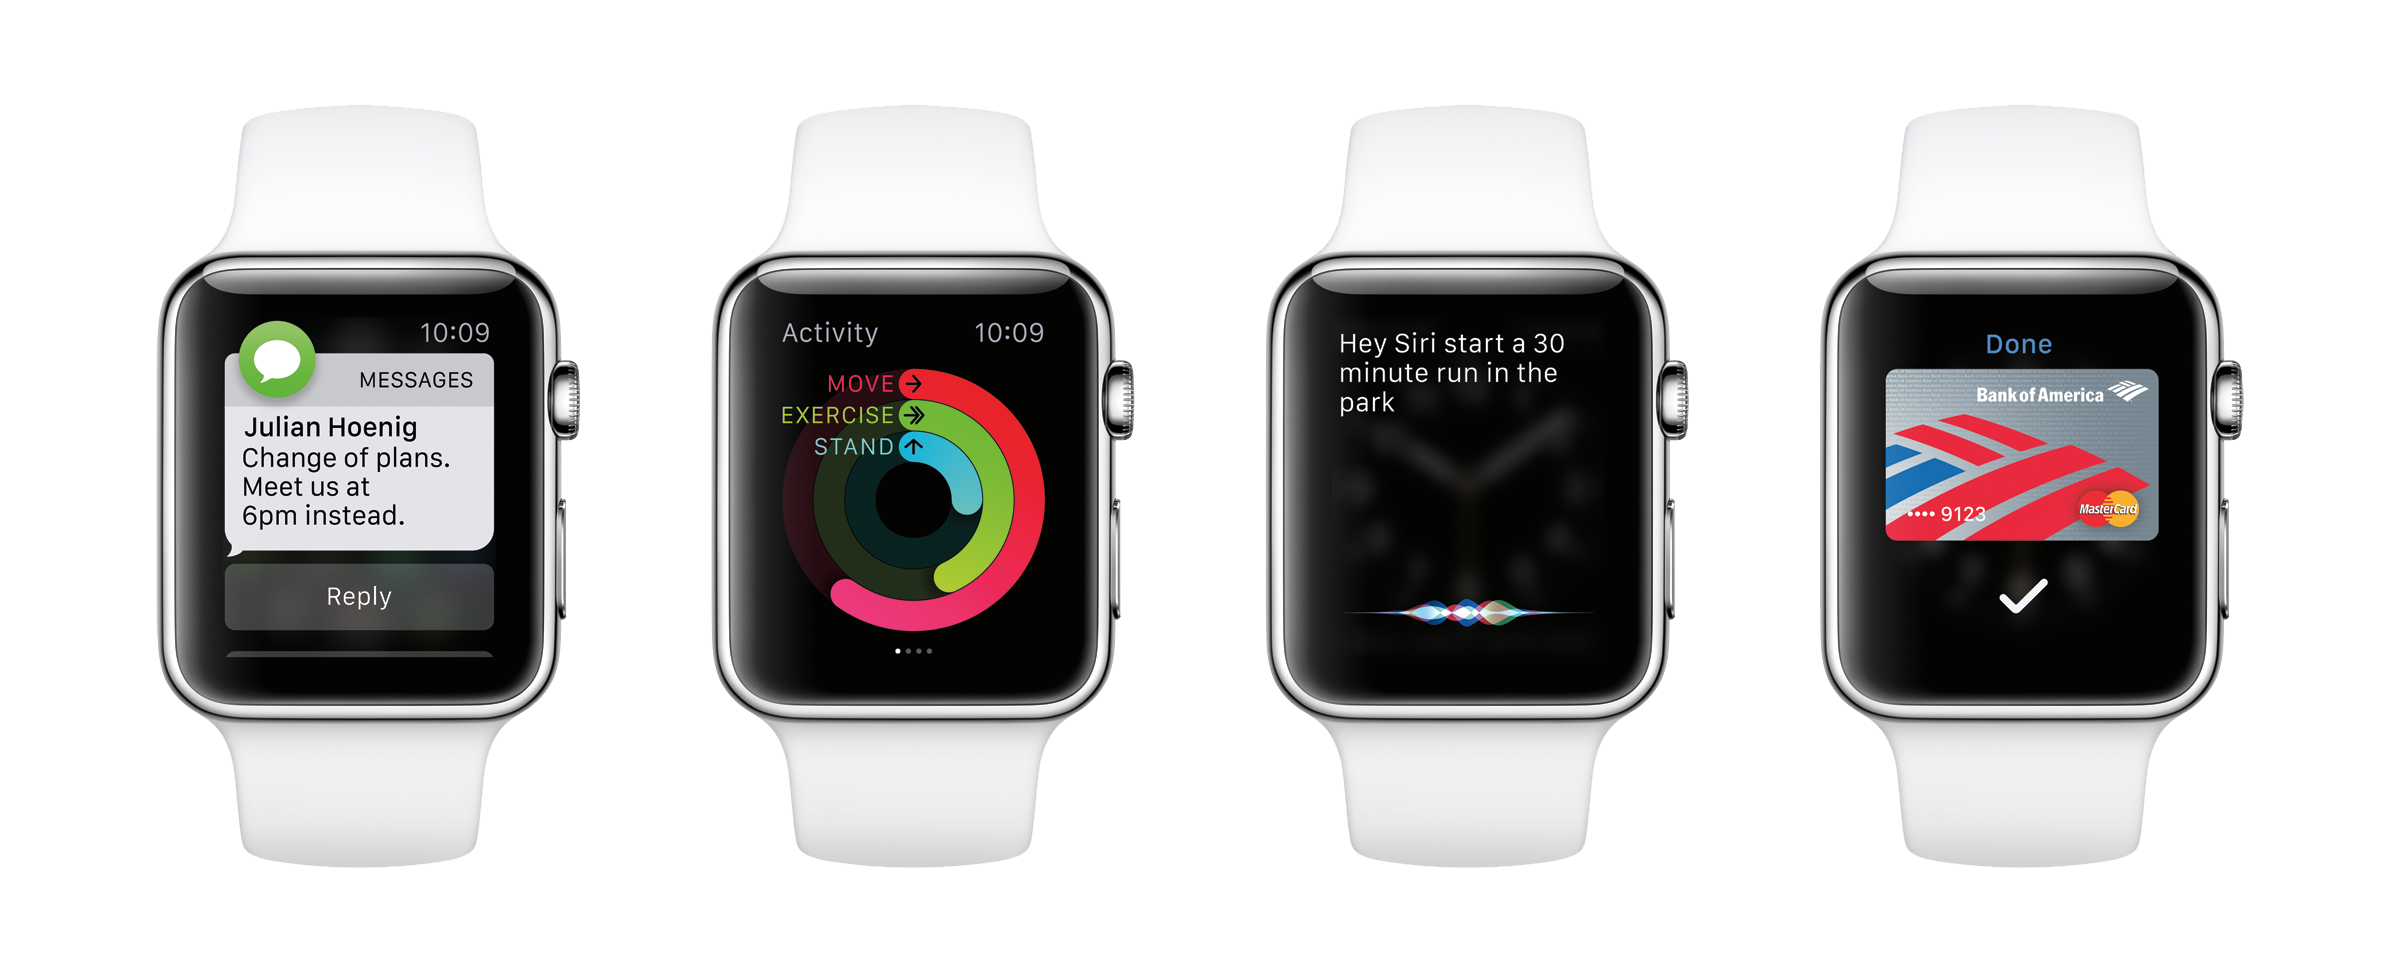 10:09
MESSAGES
Julian Hoenig
Change of plans.
Meet us at
6pm instead.
Reply
Activity 10:09
MOVE
EXERCISE
STAND
Hey Siri start a 30
minute run in the
park
Done
Bank of America
•••• 9123
MasterCard